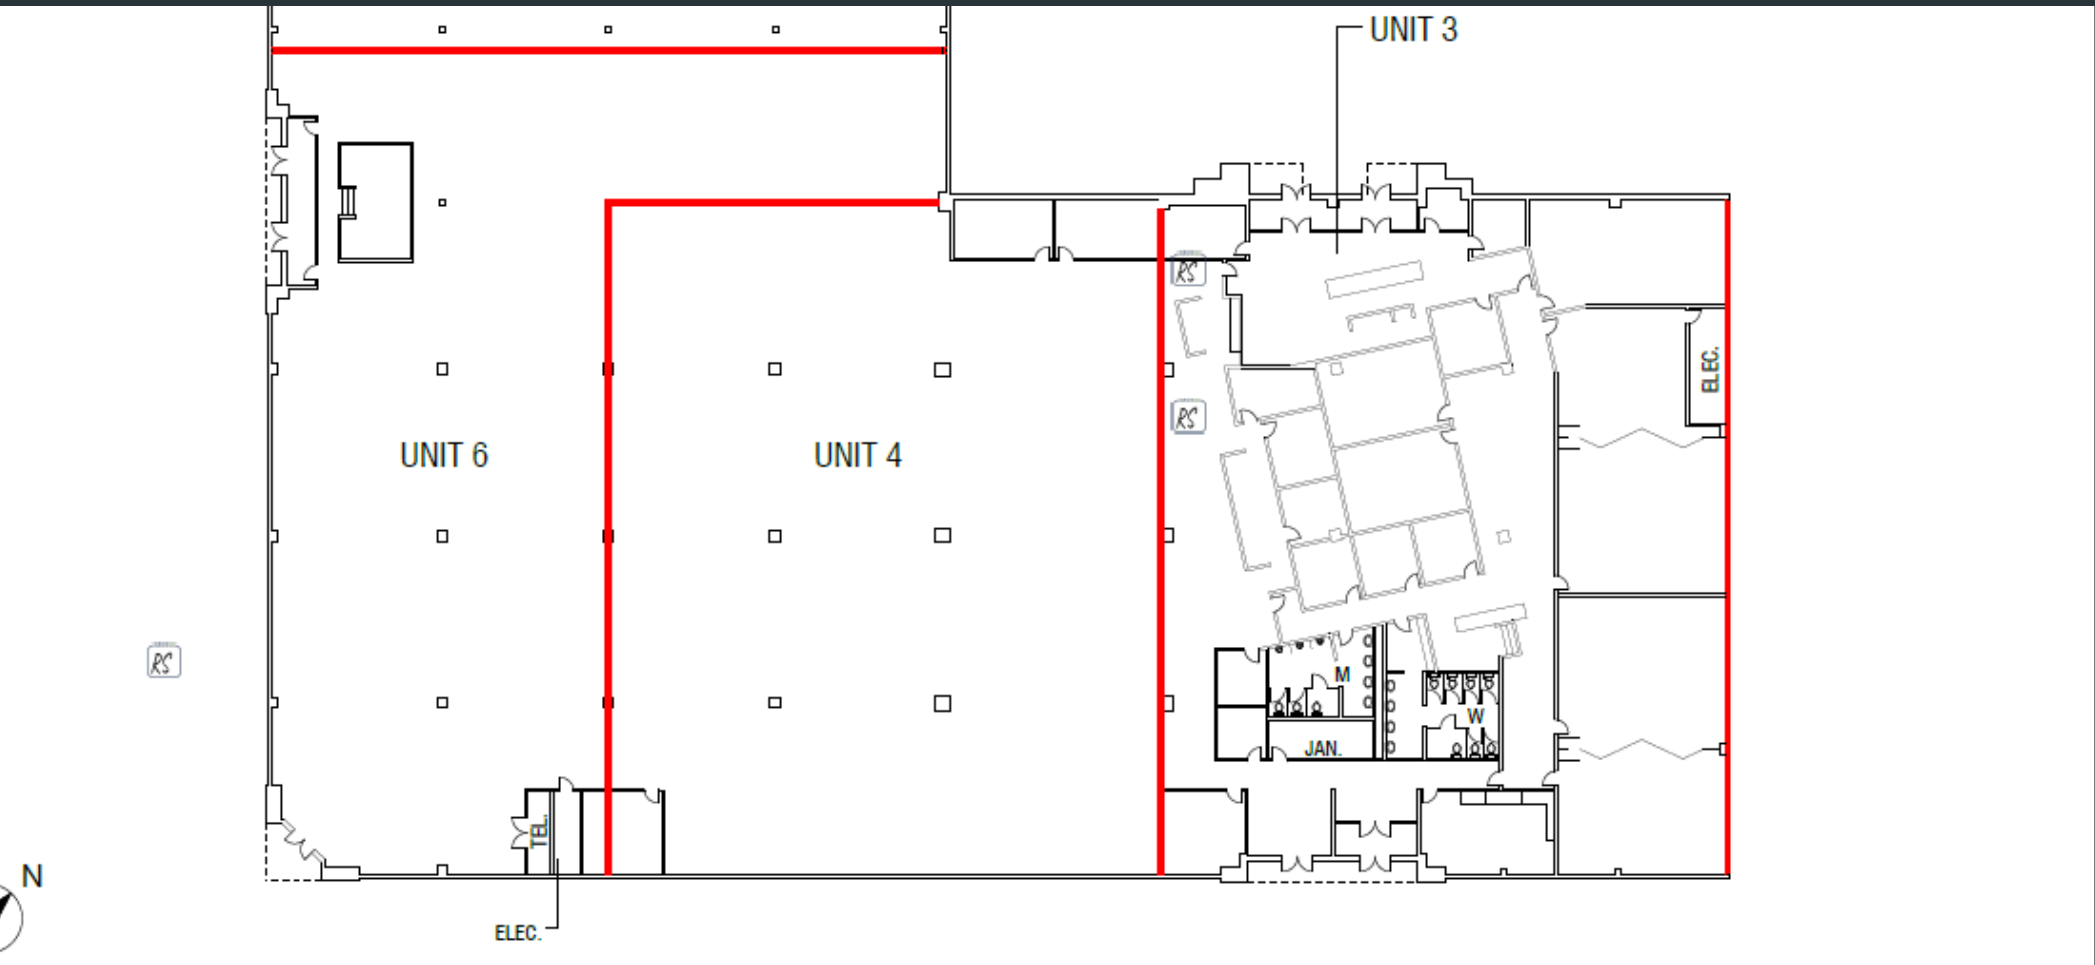 UNIT 3
RS
ELEC.
RS
UNIT 6
UNIT 4
RS
M
W
JAN.
TEL.
N
ELEC.